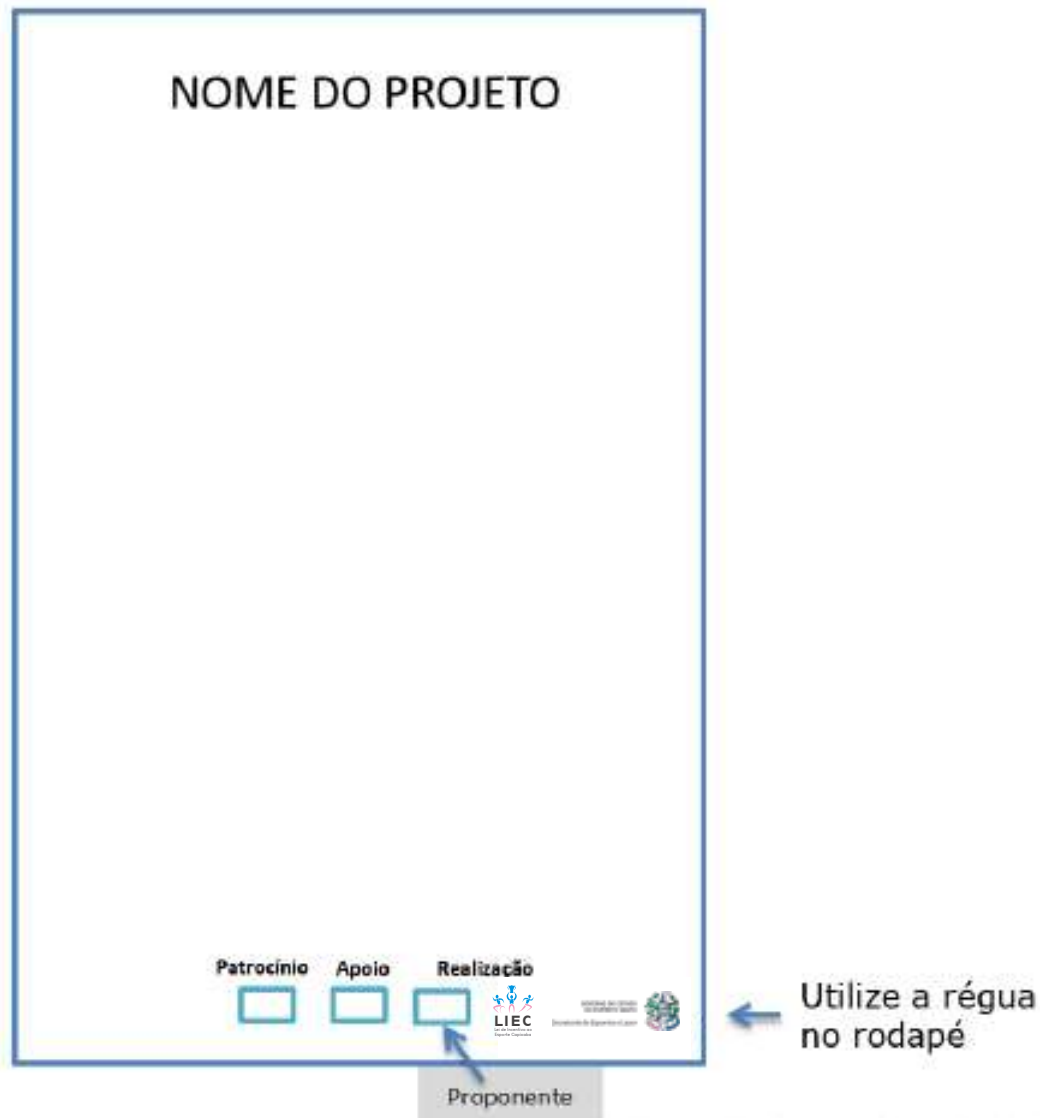 NOME DO PROJETO
Patrocínio Apoio Realização
LIEC
Utilize a régua
no rodapé
Proponente